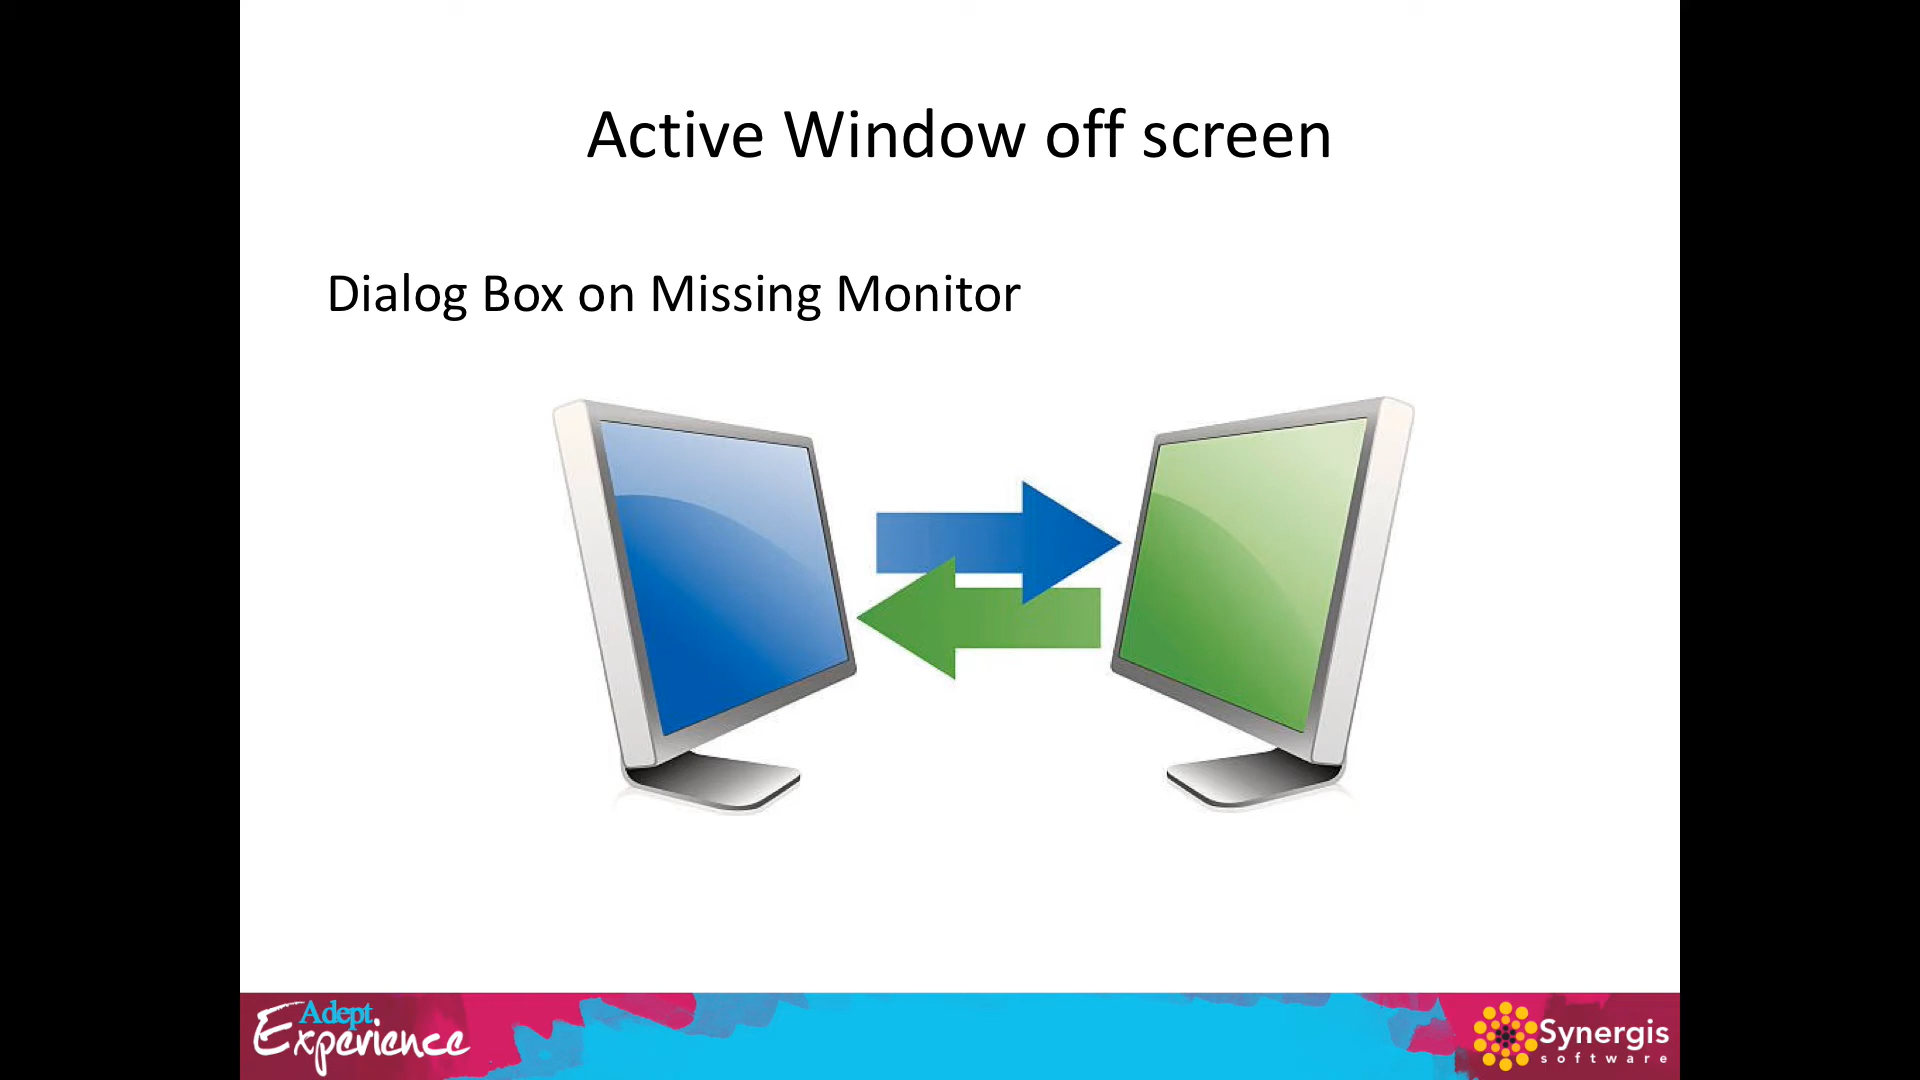 Active Window off screen
Dialog Box on Missing Monitor
Adept
Experience
Synergis
software